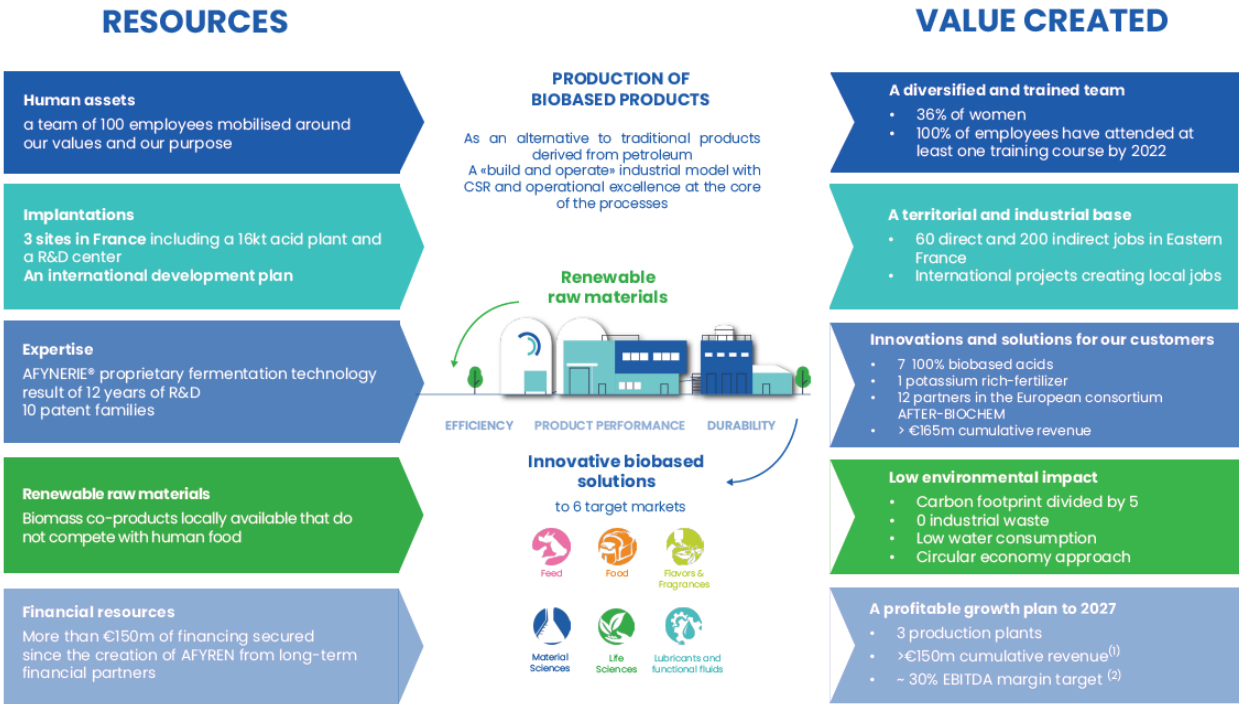 RESOURCES
Human assets
a team of 100 employees mobilised around
our values and our purpose
Implantations
3 sites in France including a 16kt acid plant and
a R&D center
An international development plan
Expertise
AFYNERIE® proprietary fermentation technology
result of 12 years of R&D
10 patent families
Renewable raw materials
Biomass co-products locally available that do
not compete with human food
Financial resources
More than €150m of financing secured
since the creation of AFYREN from long-term
financial partners
PRODUCTION OF
BIOBASED PRODUCTS
As an alternative to traditional products
derived from petroleum
A «build and operate» industrial model with
CSR and operational excellence at the core
of the processes
Renewable
raw materials
EFFICIENCY PRODUCT PERFORMANCE DURABILITY
Innovative biobased
solutions
to 6 target markets
Feed
Food
Flavors &
Fragrances
Material
Sciences
Life
Sciences
Lubricants and
functional fluids
VALUE CREATED
A diversified and trained team
• 36% of women
• 100% of employees have attended at
least one training course by 2022
A territorial and industrial base
• 60 direct and 200 indirect jobs in Eastern
France
• International projects creating local jobs
Innovations and solutions for our customers
• 7 100% biobased acids
• 1 potassium rich-fertilizer
• 12 partners in the European consortium
AFTER-BIOCHEM
• > €165m cumulative revenue
Low environmental impact
• Carbon footprint divided by 5
• 0 industrial waste
• Low water consumption
• Circular economy approach
A profitable growth plan to 2027
• 3 production plants
• >€150m cumulative revenue(1)
• ~ 30% EBITDA margin target (2)